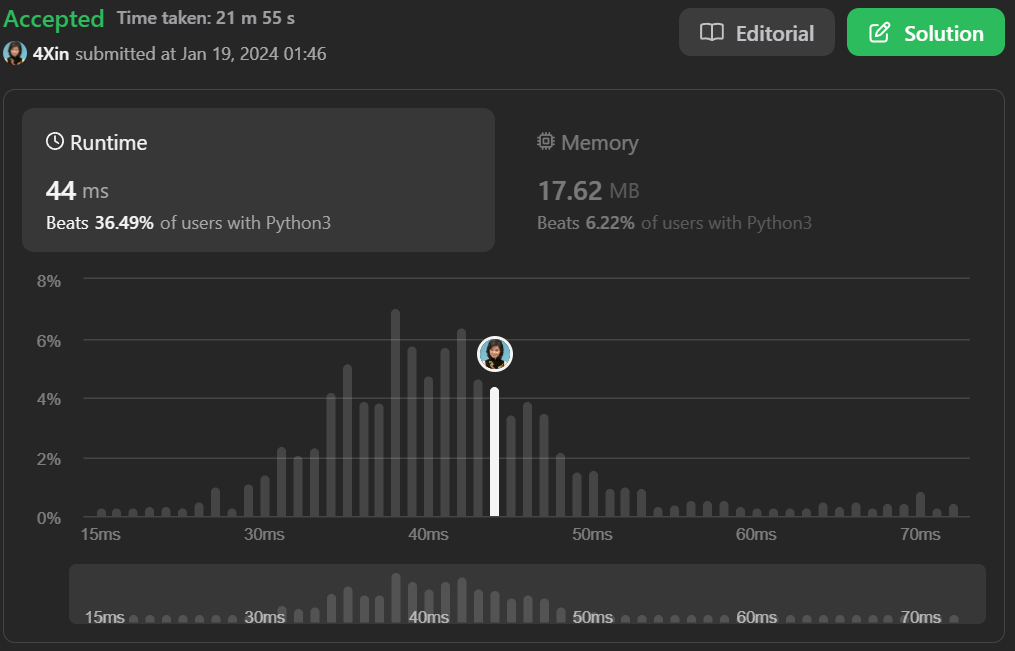 Accepted Time taken: 21 m 55 s
Editorial
Solution
4Xin submitted at Jan 19, 2024 01:46
Runtime
44 ms
Beats 36.49% of users with Python3
Memory
17.62 MB
Beats 6.22% of users with Python3
8%
6%
4%
2%
0%
15ms 30ms 40ms 50ms 60ms 70ms
15ms 30ms 40ms 50ms 60ms 70ms